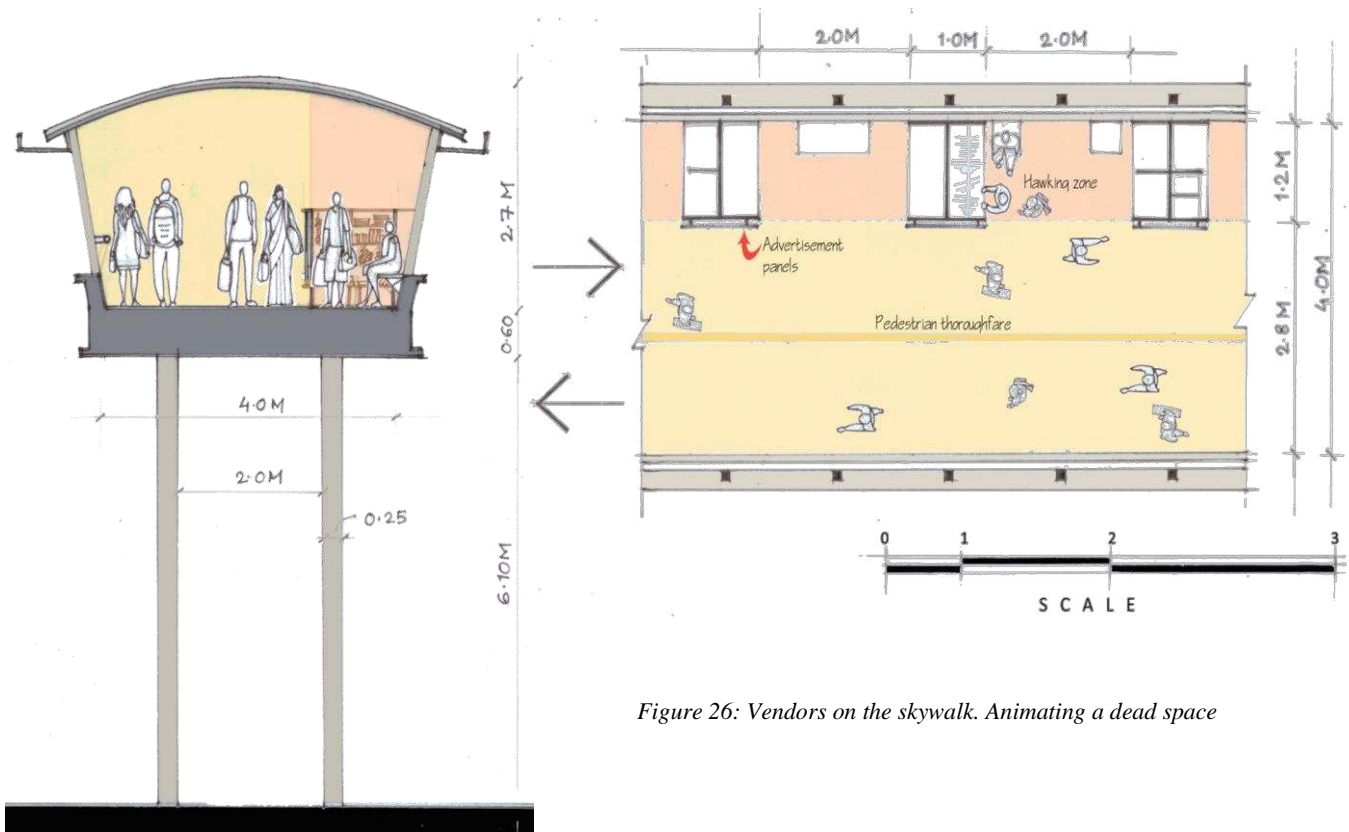 2.7M
0.60
4.0M
2.0M
0.25
6.10M
2.0M 1.0M 2.0M
Hawking zone
Advertisement
panels
Pedestrian thoroughfare
1.2M
2.8M
4.0M
0 1 2 3
SCALE
Figure 26: Vendors on the skywalk. Animating a dead space